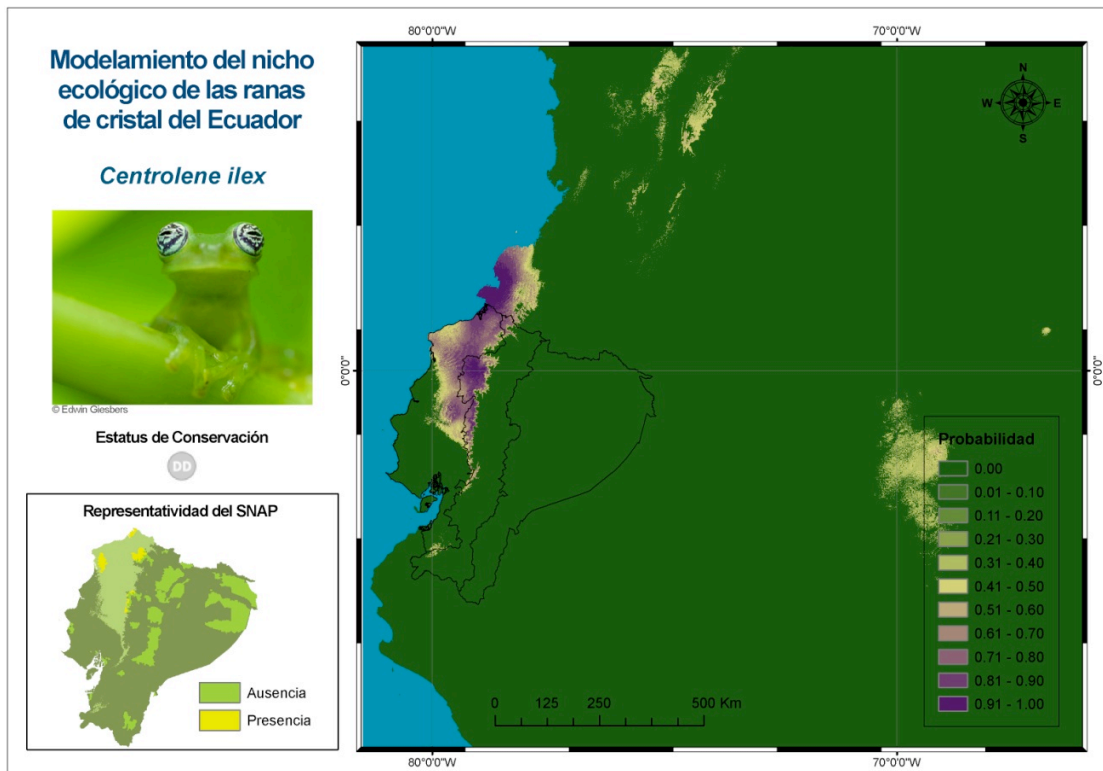 Modelamiento del nicho
ecológico de las ranas
de cristal del Ecuador
Centrolene ilex
© Edwin Giesbers
Estatus de Conservación
DD
Representatividad del SNAP
Ausencia
Presencia
80°0'0"W
70°0'0"W
N
W
E
S
0°0'0"
0°0'0"
Probabilidad
0.00
0.01 - 0.10
0.11 - 0.20
0.21 - 0.30
0.31 - 0.40
0.41 - 0.50
0.51 - 0.60
0.61 - 0.70
0.71 - 0.80
0.81 - 0.90
0.91 - 1.00
0 125 250 500 Km
80°0'0"W
70°0'0"W